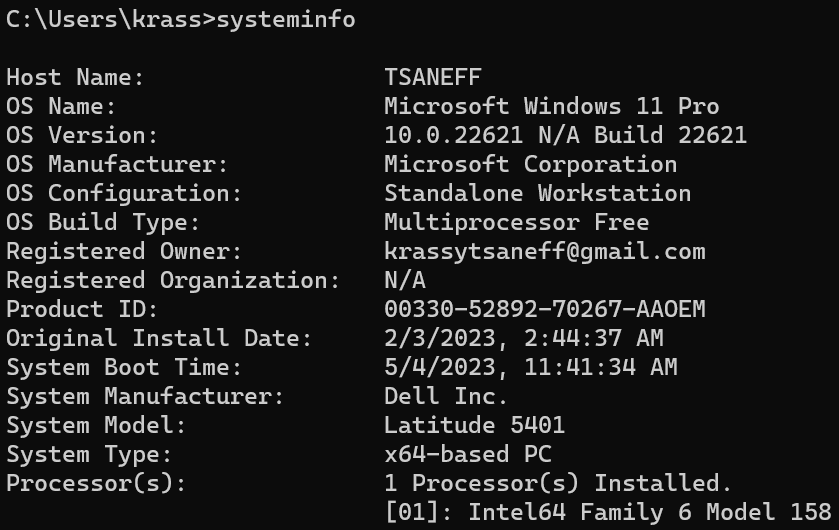 C:\Users\krass>systeminfo
Host Name: TSANEFF
OS Name: Microsoft Windows 11 Pro
OS Version: 10.0.22621 N/A Build 22621
OS Manufacturer: Microsoft Corporation
OS Configuration: Standalone Workstation
OS Build Type: Multiprocessor Free
Registered Owner: krassytsaneff@gmail.com
Registered Organization: N/A
Product ID: 00330-52892-70267-AAOEM
Original Install Date: 2/3/2023, 2:44:37 AM
System Boot Time: 5/4/2023, 11:41:34 AM
System Manufacturer: Dell Inc.
System Model: Latitude 5401
System Type: x64-based PC
Processor(s): 1 Processor(s) Installed.
[01]: Intel64 Family 6 Model 158